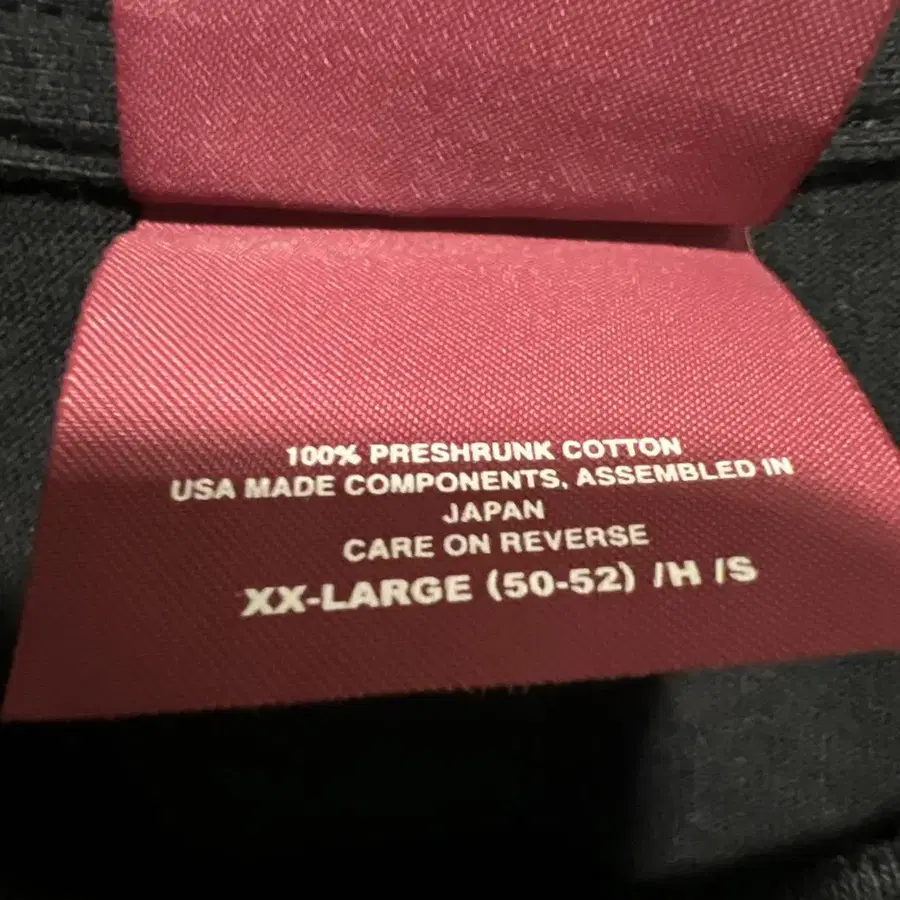 100% PRESHRUNK COTTON
USA MADE COMPONENTS, ASSEMBLED IN
JAPAN
CARE ON REVERSE
XX-LARGE (50-52) /H /S